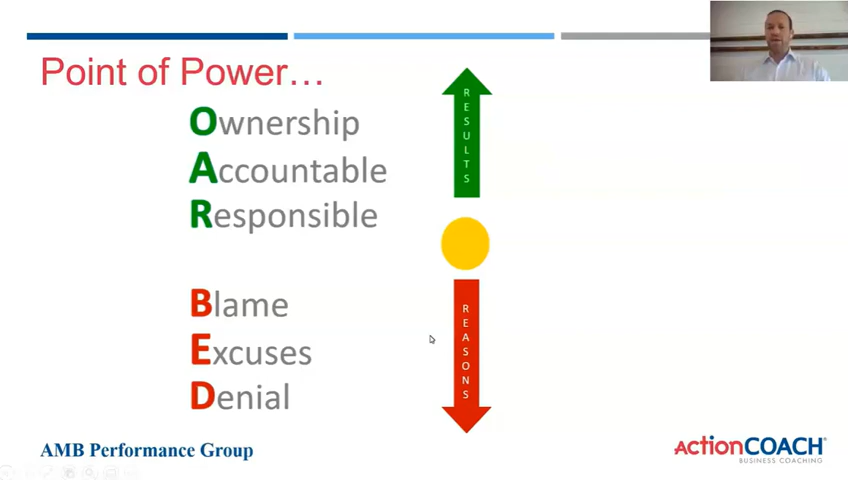 Point of Power...
Ownership
Accountable
Responsible
RESULTS
Blame
Excuses
Denial
REASONS
AMB Performance Group
ActionCOACH
BUSINESS COACHING